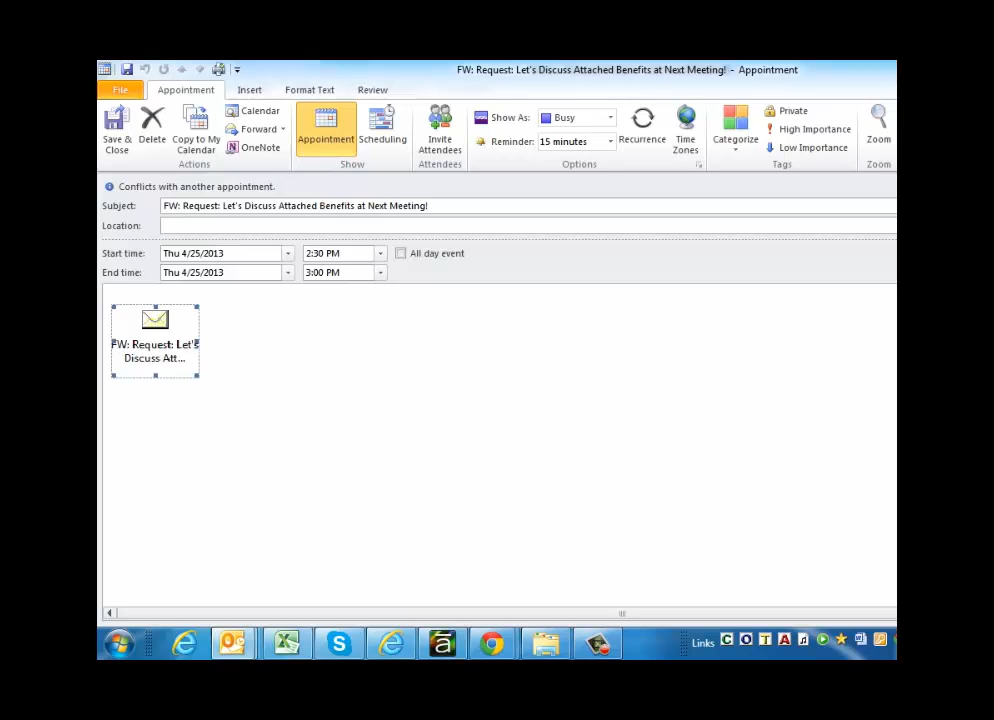 FW: Request: Let's Discuss Attached Benefits at Next Meeting! - Appointment
File Appointment Insert Format Text Review
Save & Close
Delete
Copy to My Calendar
Calendar
Forward
OneNote
Actions
Appointment
Scheduling
Show
Invite Attendees
Attendees
Show As: Busy
Reminder: 15 minutes
Recurrence
Time Zones
Options
Categorize
Private
High Importance
Low Importance
Tags
Zoom
Zoom
Conflicts with another appointment.
Subject: FW: Request: Let's Discuss Attached Benefits at Next Meeting!
Location:
Start time: Thu 4/25/2013 2:30 PM All day event
End time: Thu 4/25/2013 3:00 PM
FW: Request: Let's
Discuss Att...
Links C O T A